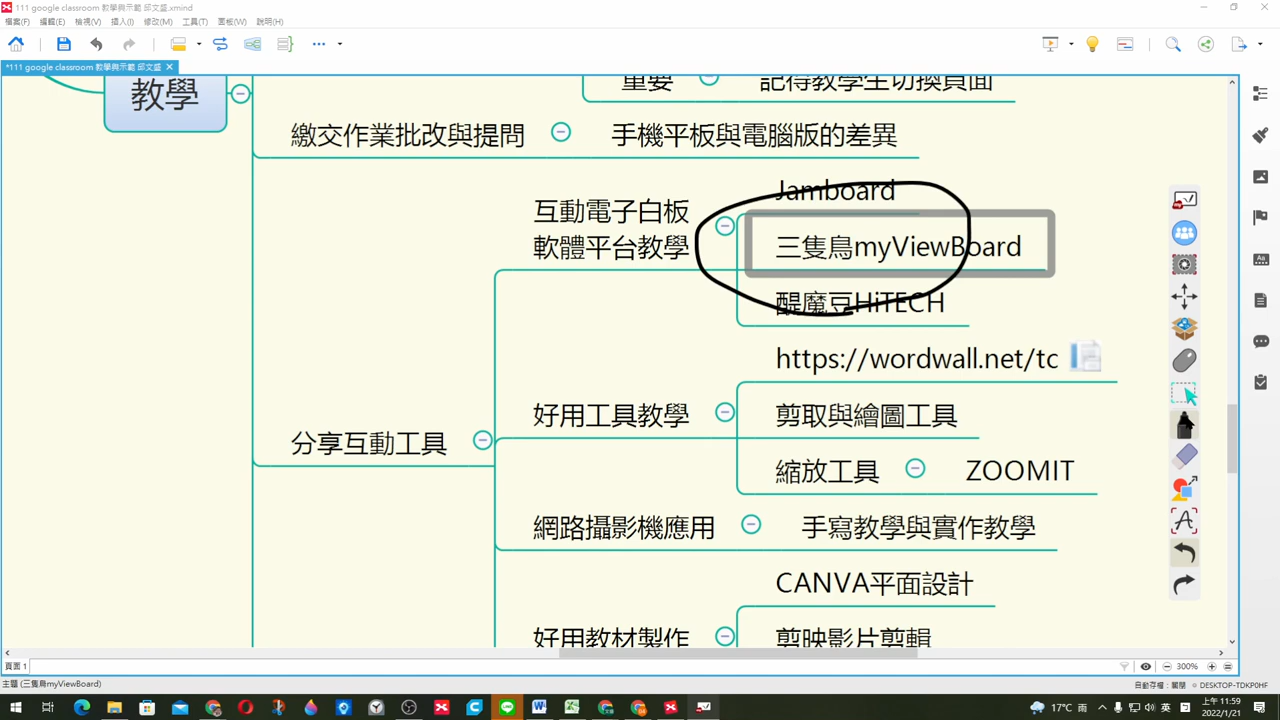 111 google classroom 教學與示範 邱文盛.xmind
檔案(F) 編輯(E) 檢視(V) 插入(I) 修改(M) 工具(T) 面板(W) 說明(H)
*111 google classroom 教學與示範 邱文盛
教學
重要 記得教學生切換頁面
繳交作業批改與提問 手機平板與電腦版的差異
Jamboard
互動電子白板
軟體平台教學
三隻鳥myViewBoard
醍摩豆HiTECH
https://wordwall.net/tc
好用工具教學
剪取與繪圖工具
分享互動工具
縮放工具 ZOOMIT
網路攝影機應用 手寫教學與實作教學
CANVA平面設計
好用教材製作
剪映影片剪輯
頁面 1
300%
主題 (三隻鳥myViewBoard)
自動存檔：關閉 DESKTOP-TDKP0HF
17°C 雨
英
上午 11:59
2022/1/21